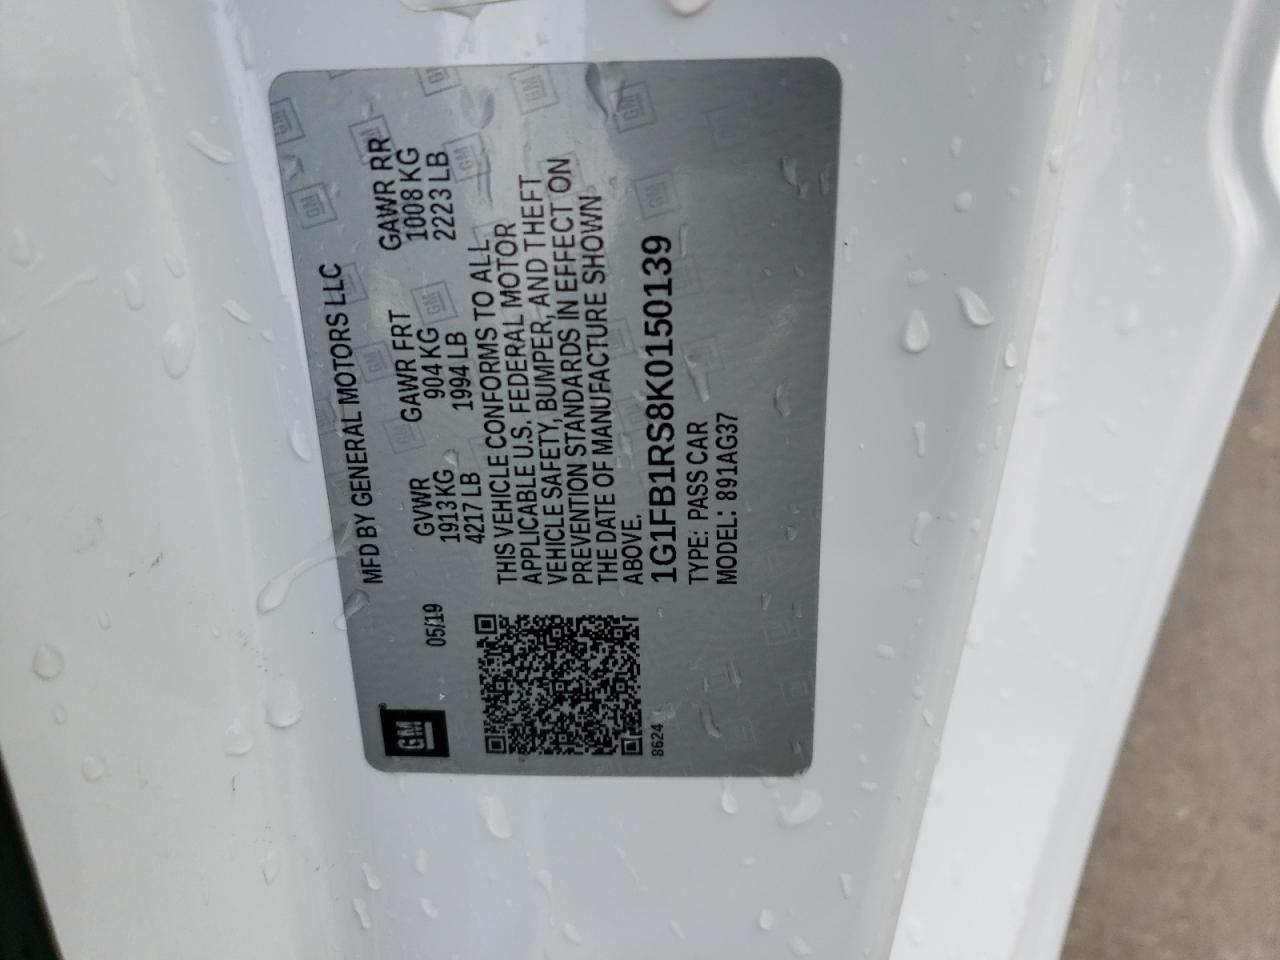 GM
05/19
MFD BY GENERAL MOTORS LLC
GVWR GAWR FRT GAWR RR
1913 KG 904 KG 1008 KG
4217 LB 1994 LB 2223 LB
THIS VEHICLE CONFORMS TO ALL
APPLICABLE U.S. FEDERAL MOTOR
VEHICLE SAFETY, BUMPER, AND THEFT
PREVENTION STANDARDS IN EFFECT ON
THE DATE OF MANUFACTURE SHOWN
ABOVE.
1G1FB1RS8K0150139
TYPE: PASS CAR
MODEL: 891AG37
8624